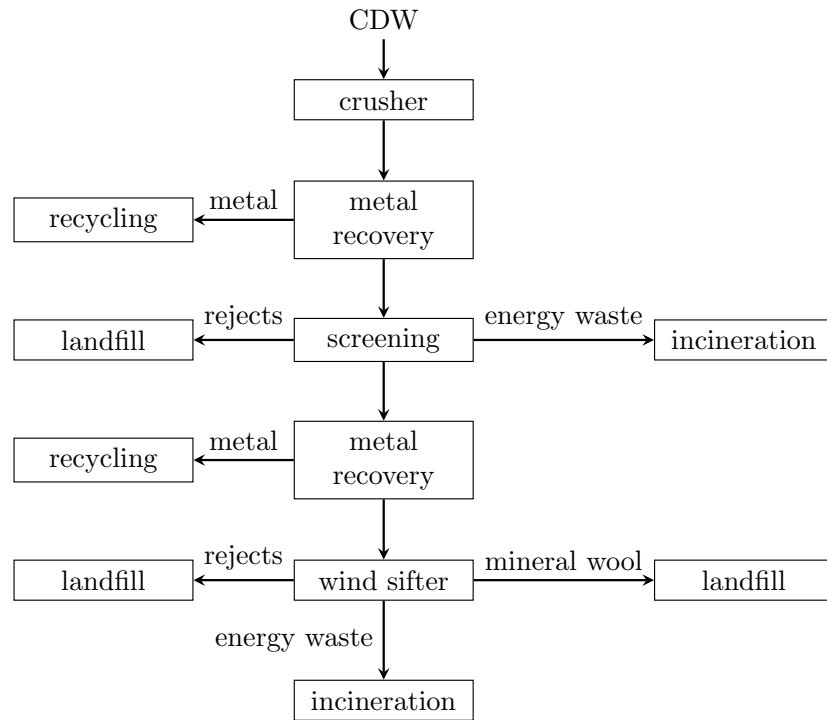 CDW
crusher
metal
recycling
metal
recovery
rejects
energy waste
landfill
screening
incineration
metal
recycling
metal
recovery
rejects
mineral wool
landfill
wind sifter
landfill
energy waste
incineration